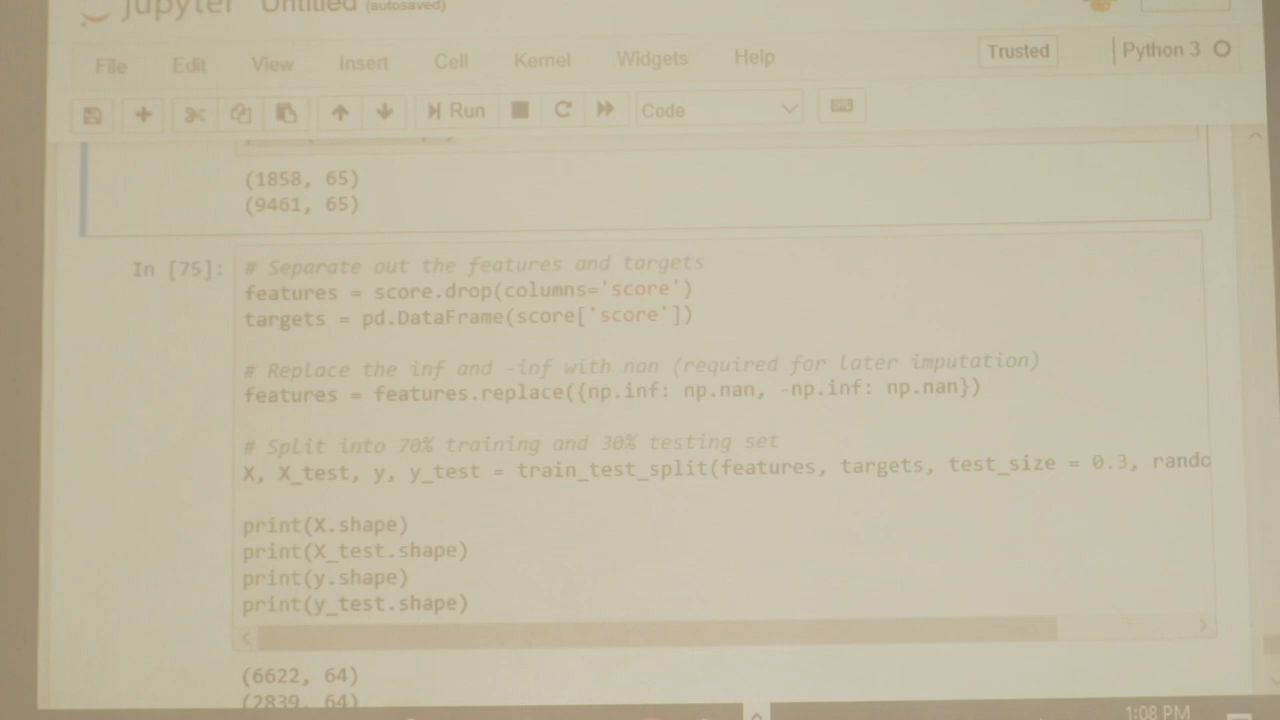 jupyter Untitled (autosaved)
File Edit View Insert Cell Kernel Widgets Help Trusted Python 3
Run Code
(1858, 65)
(9461, 65)
In [75]: # Separate out the features and targets
features = score.drop(columns='score')
targets = pd.DataFrame(score['score'])
# Replace the inf and -inf with nan (required for later imputation)
features = features.replace({np.inf: np.nan, -np.inf: np.nan})
# Split into 70% training and 30% testing set
X, X_test, y, y_test = train_test_split(features, targets, test_size = 0.3, rando
print(X.shape)
print(X_test.shape)
print(y.shape)
print(y_test.shape)
(6622, 64)
(2839, 64)
1:08 PM